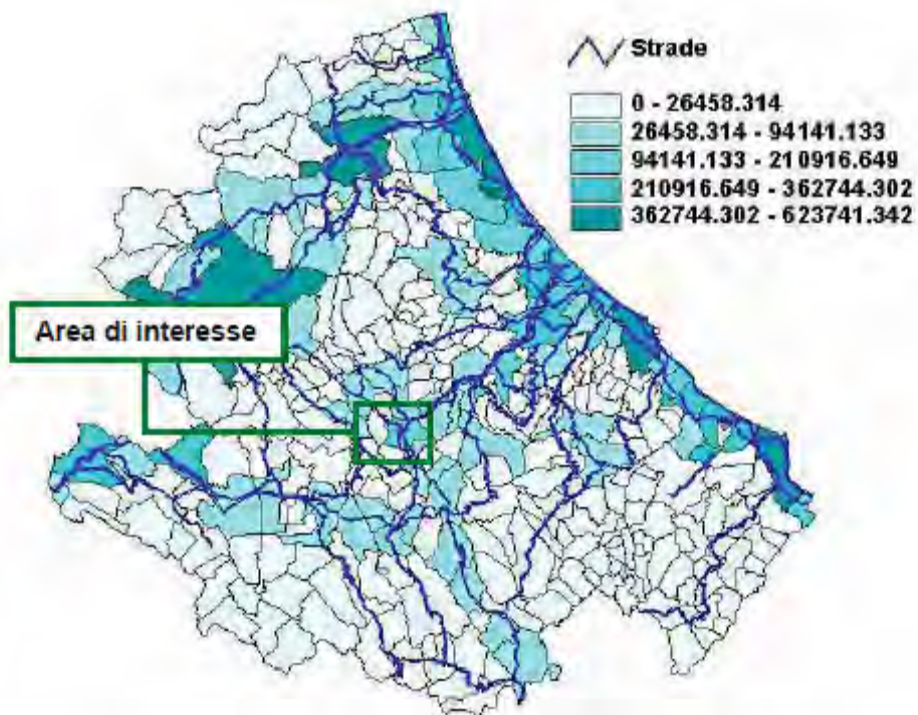 Strade
0 - 26458.314
26458.314 - 94141.133
94141.133 - 210916.649
210916.649 - 362744.302
362744.302 - 623741.342
Area di interesse